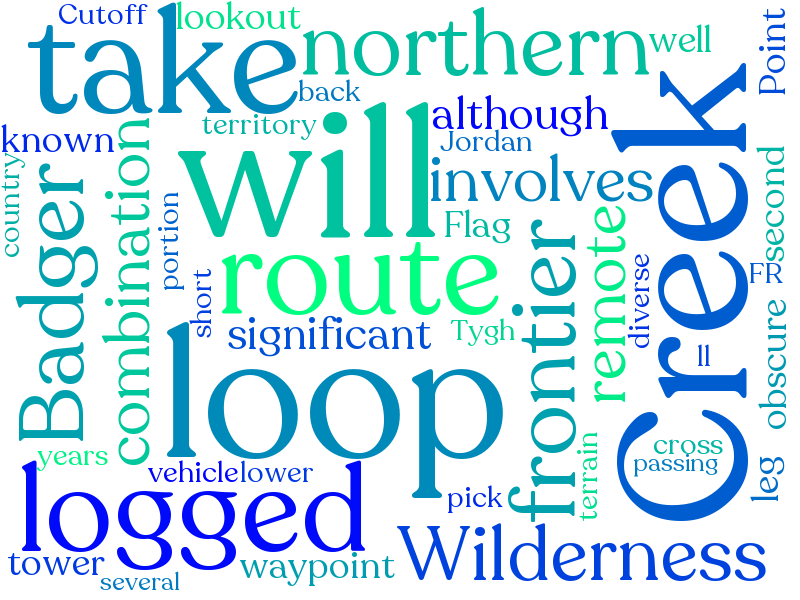 Cutoff
lookout
take
northern
well
Point
back
known
territory
although
Jordan
will
Creek
country
Badger
combination
portion
involves
Flag
second
short
route
frontier
remote
diverse
FR
significant
Tygh
ll
obscure
loop
years
cross
passing
terrain
leg
vehicle
lower
logged
pick
tower
several
waypoint
Wilderness